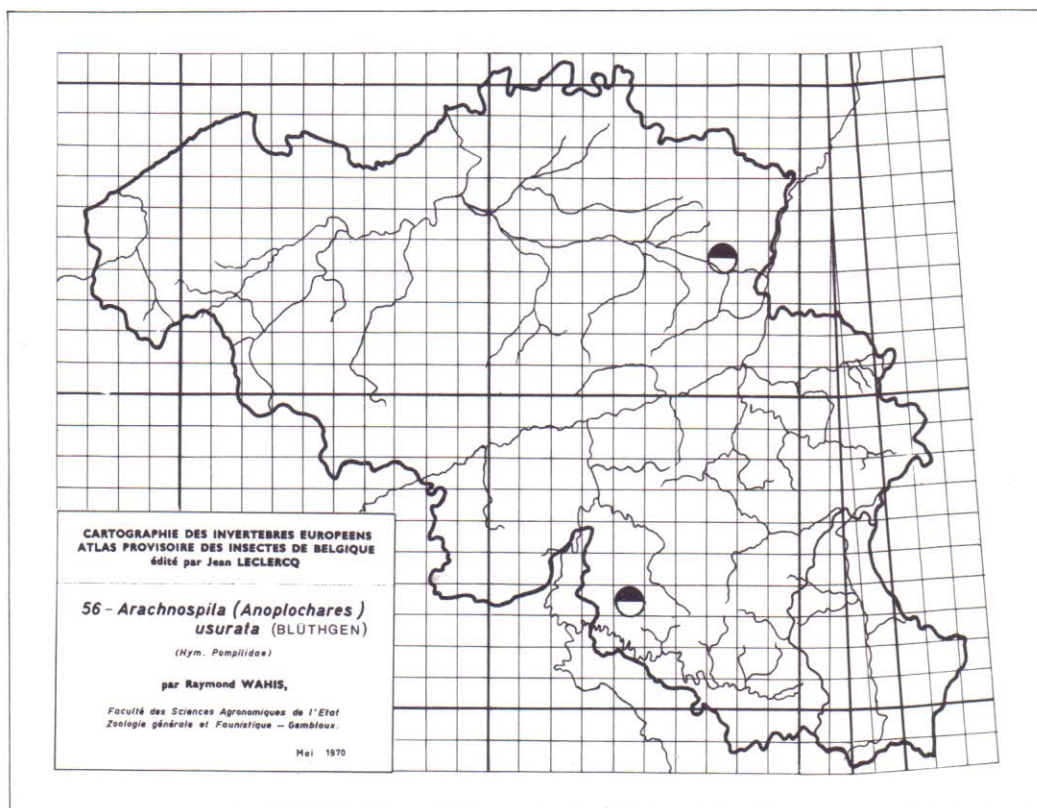 CARTOGRAPHIE DES INVERTEBRES EUROPEENS
ATLAS PROVISOIRE DES INSECTES DE BELGIQUE
édité par Jean LECLERCQ
56 – Arachnospila (Anoplochares)
usurata (BLÜTHGEN)
(Hym. Pompilidae)
par Raymond WAHIS,
Faculté des Sciences Agronomiques de l'Etat
Zoologie générale et Faunistique – Gembloux.
Mai 1970